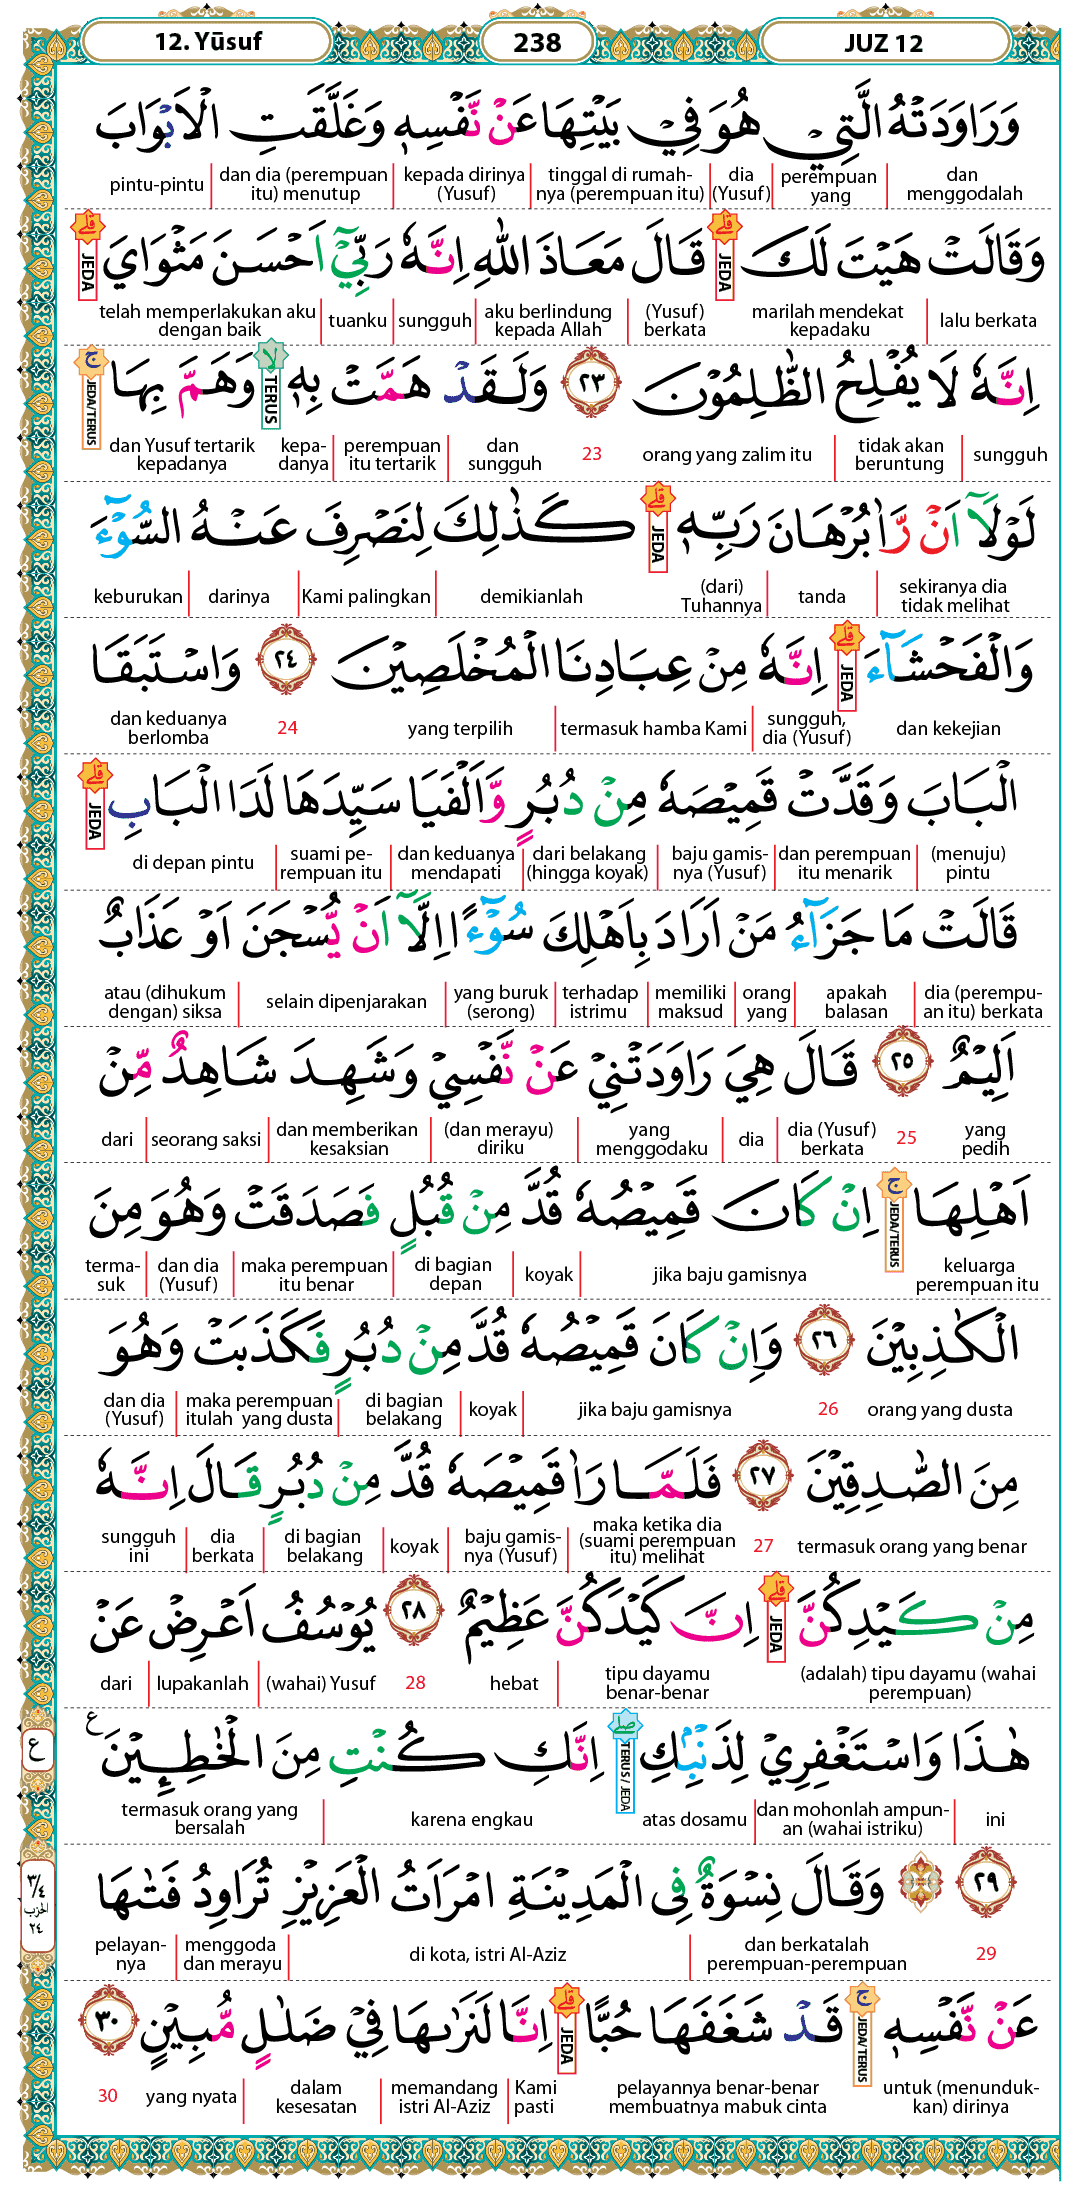 12. Yūsuf
238
JUZ 12
وَرَاوَدَتْهُ الَّتِيْ هُوَ فِيْ بَيْتِهَا عَنْ نَّفْسِهٖ وَغَلَّقَتِ الْاَبْوَابَ
dan menggodalah | perempuan yang | dia (Yusuf) | tinggal di rumah-nya (perempuan itu) | kepada dirinya (Yusuf) | dan dia (perempuan itu) menutup | pintu-pintu
وَقَالَتْ هَيْتَ لَكَ ۗ قَالَ مَعَاذَ اللّٰهِ اِنَّهٗ رَبِّيْٓ اَحْسَنَ مَثْوَايَ ۗ
JEDA JEDA
lalu berkata | marilah mendekat kepadaku | (Yusuf) berkata | aku berlindung kepada Allah | sungguh | tuanku | telah memperlakukan aku dengan baik
اِنَّهٗ لَا يُفْلِحُ الظّٰلِمُوْنَ ٢٣ وَلَقَدْ هَمَّتْ بِهٖ ۙ وَهَمَّ بِهَا ۚ
TERUS JEDA/TERUS
sungguh | tidak akan beruntung | orang yang zalim itu 23 dan sungguh | perempuan itu tertarik | kepa-danya | dan Yusuf tertarik kepadanya
لَوْلَآ اَنْ رَّاٰ بُرْهَانَ رَبِّهٖ ۗ كَذٰلِكَ لِنَصْرِفَ عَنْهُ السُّوْۤءَ
JEDA
sekiranya dia tidak melihat | tanda | (dari) Tuhannya demikianlah | Kami palingkan | darinya | keburukan
وَالْفَحْشَاۤءَ ۗ اِنَّهٗ مِنْ عِبَادِنَا الْمُخْلَصِيْنَ ٢٤ وَاسْتَبَقَا
JEDA
dan kekejian sungguh, dia (Yusuf) | termasuk hamba Kami | yang terpilih 24 dan keduanya berlomba
الْبَابَ وَقَدَّتْ قَمِيْصَهٗ مِنْ دُبُرٍ وَّاَلْفَيَا سَيِّدَهَا لَدَا الْبَابِ ۗ
JEDA
(menuju) pintu | dan perempuan itu menarik | baju gamis-nya (Yusuf) | dari belakang (hingga koyak) | dan keduanya mendapati | suami pe-rempuan itu | di depan pintu
قَالَتْ مَا جَزَاۤءُ مَنْ اَرَادَ بِاَهْلِكَ سُوْۤءًا اِلَّآ اَنْ يُّسْجَنَ اَوْ عَذَابٌ
dia (perempu-an itu) berkata | apakah balasan | orang yang | memiliki maksud | terhadap istrimu | yang buruk (serong) | selain dipenjarakan | atau (dihukum dengan) siksa
اَلِيْمٌ ٢٥ قَالَ هِيَ رَاوَدَتْنِيْ عَنْ نَّفْسِيْ وَشَهِدَ شَاهِدٌ مِّنْ
yang pedih 25 dia (Yusuf) berkata | dia | yang menggodaku | (dan merayu) diriku | dan memberikan kesaksian | seorang saksi | dari
اَهْلِهَا ۚ اِنْ كَانَ قَمِيْصُهٗ قُدَّ مِنْ قُبُلٍ فَصَدَقَتْ وَهُوَ مِنَ
JEDA/TERUS
keluarga perempuan itu jika baju gamisnya | koyak | di bagian depan | maka perempuan itu benar | dan dia (Yusuf) | terma-suk
الْكٰذِبِيْنَ ٢٦ وَاِنْ كَانَ قَمِيْصُهٗ قُدَّ مِنْ دُبُرٍ فَكَذَبَتْ وَهُوَ
orang yang dusta 26 jika baju gamisnya | koyak | di bagian belakang | maka perempuan itulah yang dusta | dan dia (Yusuf)
مِنَ الصّٰدِقِيْنَ ٢٧ فَلَمَّا رَاٰ قَمِيْصَهٗ قُدَّ مِنْ دُبُرٍ قَالَ اِنَّهٗ
termasuk orang yang benar 27 maka ketika dia (suami perempuan itu) melihat | baju gamis-nya (Yusuf) | koyak | di bagian belakang | dia berkata | sungguh ini
مِنْ كَيْدِكُنَّ ۗ اِنَّ كَيْدَكُنَّ عَظِيْمٌ ٢٨ يُوْسُفُ اَعْرِضْ عَنْ
JEDA
(adalah) tipu dayamu (wahai perempuan) tipu dayamu benar-benar | hebat 28 (wahai) Yusuf | lupakanlah | dari
هٰذَا وَاسْتَغْفِرِيْ لِذَنْۢبِكِ ۖ اِنَّكِ كُنْتِ مِنَ الْخٰطِـِٕيْنَ ࣖ
TERUS / JEDA
ع
ini | dan mohonlah ampun-an (wahai istriku) | atas dosamu karena engkau | termasuk orang yang bersalah
٢٩ ۞ وَقَالَ نِسْوَةٌ فِى الْمَدِيْنَةِ امْرَاَتُ الْعَزِيْزِ تُرَاوِدُ فَتٰىهَا
٣/٤ الحزب ٢٤
29 dan berkatalah perempuan-perempuan | di kota, istri Al-Aziz | menggoda dan merayu | pelayan-nya
عَنْ نَّفْسِهٖ ۚ قَدْ شَغَفَهَا حُبًّا ۗ اِنَّا لَنَرٰىهَا فِيْ ضَلٰلٍ مُّبِيْنٍ ٣٠
JEDA/TERUS JEDA
untuk (menunduk-kan) dirinya pelayannya benar-benar membuatnya mabuk cinta Kami pasti | memandang istri Al-Aziz | dalam kesesatan | yang nyata 30